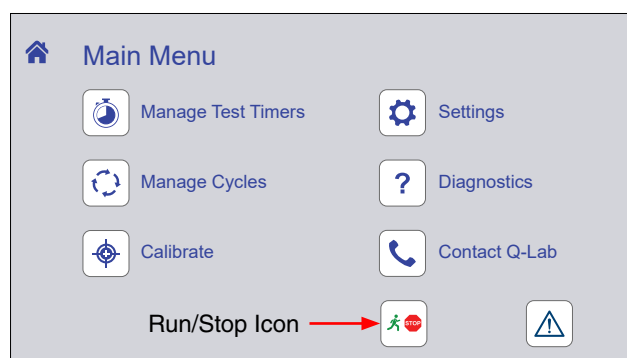 Main Menu
Manage Test Timers
Settings
Manage Cycles
?
Diagnostics
Calibrate
Contact Q-Lab
Run/Stop Icon
STOP